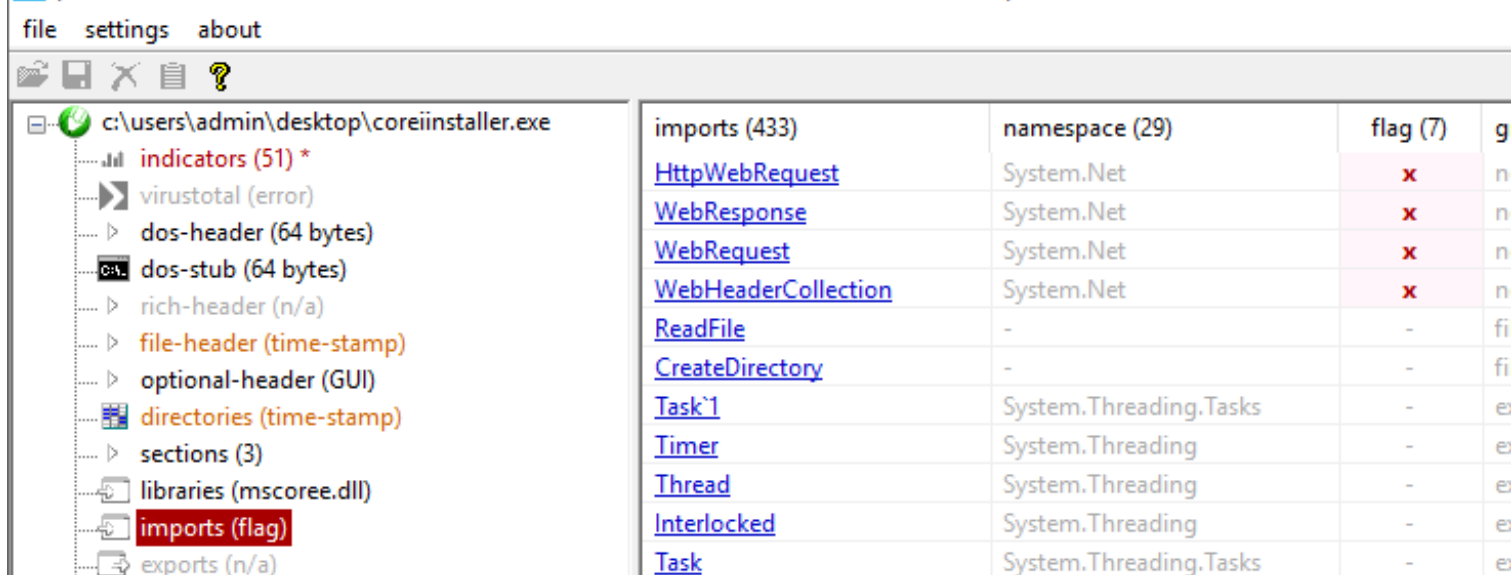 file settings about
c:\users\admin\desktop\coreiinstaller.exe
indicators (51) *
virustotal (error)
dos-header (64 bytes)
dos-stub (64 bytes)
rich-header (n/a)
file-header (time-stamp)
optional-header (GUI)
directories (time-stamp)
sections (3)
libraries (mscoree.dll)
imports (flag)
exports (n/a)
imports (433) namespace (29) flag (7)
HttpWebRequest System.Net x
WebResponse System.Net x
WebRequest System.Net x
WebHeaderCollection System.Net x
ReadFile - -
CreateDirectory - -
Task`1 System.Threading.Tasks -
Timer System.Threading -
Thread System.Threading -
Interlocked System.Threading -
Task System.Threading.Tasks -